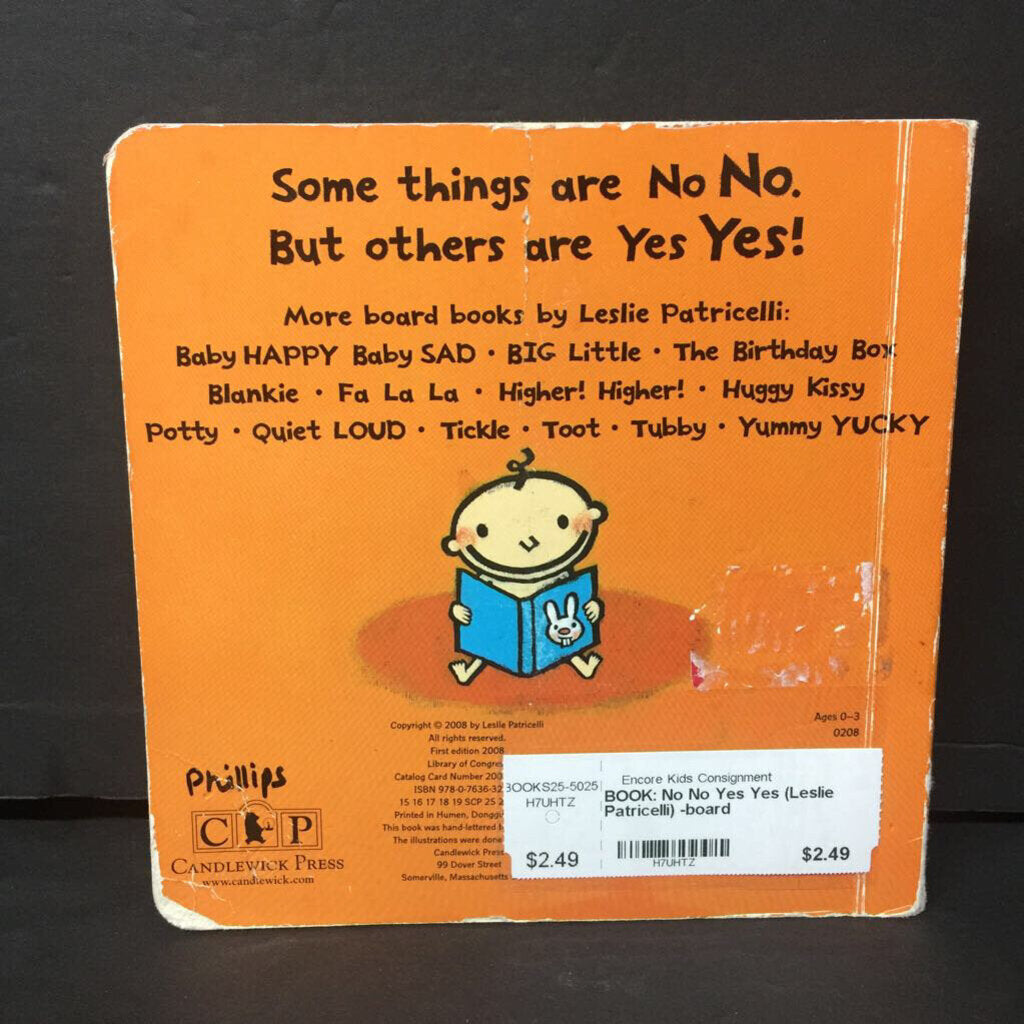 Some things are No No.
But others are Yes Yes!
More board books by Leslie Patricelli:
Baby HAPPY Baby SAD • BIG Little • The Birthday Box
Blankie • Fa La La • Higher! Higher! • Huggy Kissy
Potty • Quiet LOUD • Tickle • Toot • Tubby • Yummy YUCKY
Copyright © 2008 by Leslie Patricelli
All rights reserved.
First edition 2008
Library of Congre
Catalog Card Number 200
ISBN 978-0-7636-32
15 16 17 18 19 SCP 25 2
Printed in Humen, Dongg
This book was hand-lettered
The illustrations were done
Candlewick Press
99 Dover Street
Somerville, Massachusetts
Ages 0–3
0208
Phillips
C P
CANDLEWICK PRESS
www.candlewick.com
BOOKS25-5025
H7UHTZ
$2.49
Encore Kids Consignment
BOOK: No No Yes Yes (Leslie
Patricelli) -board
H7UHTZ
$2.49